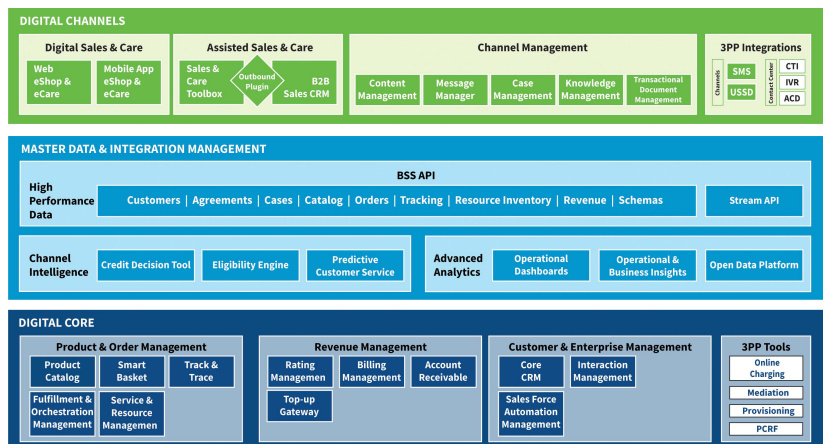 DIGITAL CHANNELS
Digital Sales & Care
Web
eShop &
eCare
Mobile App
eShop &
eCare
Assisted Sales & Care
Sales &
Care
Toolbox
Outbound
Plugin
B2B
Sales CRM
Channel Management
Content
Management
Message
Manager
Case
Management
Knowledge
Management
Transactional
Document
Management
3PP Integrations
Channels
SMS
USSD
Contact Center
CTI
IVR
ACD
MASTER DATA & INTEGRATION MANAGEMENT
High
Performance
Data
BSS API
Customers | Agreements | Cases | Catalog | Orders | Tracking | Resource Inventory | Revenue | Schemas
Stream API
Channel
Intelligence
Credit Decision Tool
Eligibility Engine
Predictive
Customer Service
Advanced
Analytics
Operational
Dashboards
Operational &
Business Insights
Open Data Platform
DIGITAL CORE
Product & Order Management
Product
Catalog
Smart
Basket
Track &
Trace
Fulfillment &
Orchestration
Management
Service &
Resource
Managemen
Revenue Management
Rating
Managemen
Billing
Management
Account
Receivable
Top-up
Gateway
Customer & Enterprise Management
Core
CRM
Interaction
Management
Sales Force
Automation
Management
3PP Tools
Online
Charging
Mediation
Provisioning
PCRF